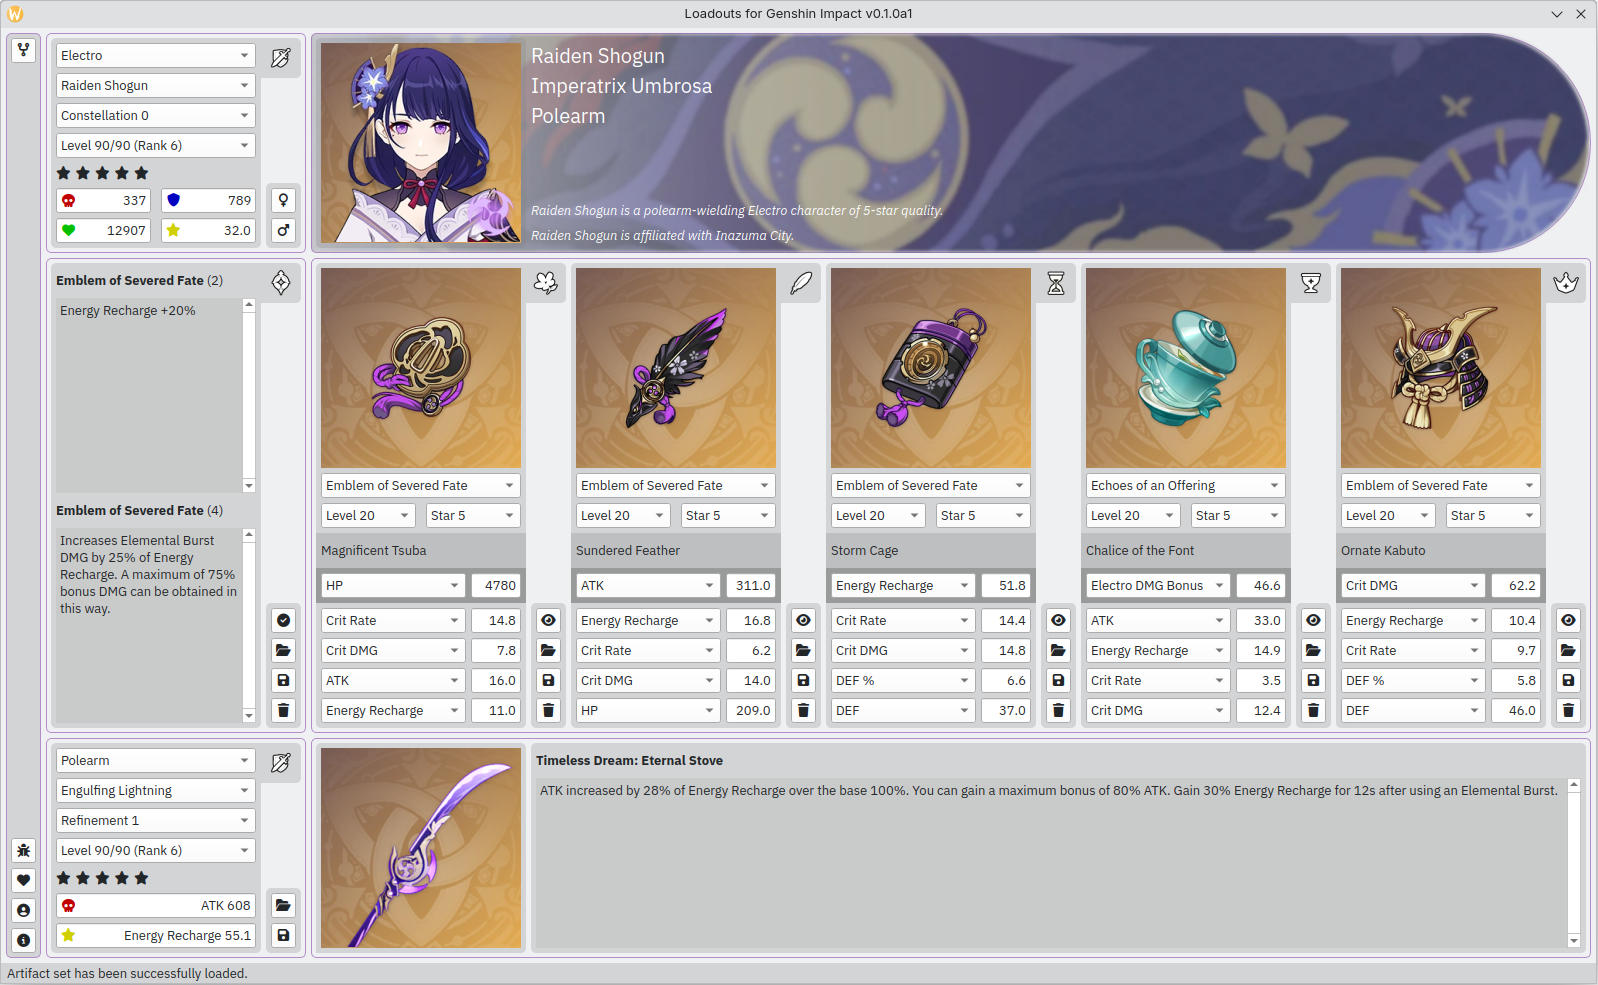 Loadouts for Genshin Impact v0.1.0a1
Electro
Raiden Shogun
Constellation 0
Level 90/90 (Rank 6)
337
789
12907
32.0
Raiden Shogun
Imperatrix Umbrosa
Polearm
Raiden Shogun is a polearm-wielding Electro character of 5-star quality.
Raiden Shogun is affiliated with Inazuma City.
Emblem of Severed Fate (2)
Energy Recharge +20%
Emblem of Severed Fate (4)
Increases Elemental Burst
DMG by 25% of Energy
Recharge. A maximum of 75%
bonus DMG can be obtained in
this way.
Emblem of Severed Fate
Level 20
Star 5
Magnificent Tsuba
HP
4780
Crit Rate
14.8
Crit DMG
7.8
ATK
16.0
Energy Recharge
11.0
Emblem of Severed Fate
Level 20
Star 5
Sundered Feather
ATK
311.0
Energy Recharge
16.8
Crit Rate
6.2
Crit DMG
14.0
HP
209.0
Emblem of Severed Fate
Level 20
Star 5
Storm Cage
Energy Recharge
51.8
Crit Rate
14.4
Crit DMG
14.8
DEF %
6.6
DEF
37.0
Echoes of an Offering
Level 20
Star 5
Chalice of the Font
Electro DMG Bonus
46.6
ATK
33.0
Energy Recharge
14.9
Crit Rate
3.5
Crit DMG
12.4
Emblem of Severed Fate
Level 20
Star 5
Ornate Kabuto
Crit DMG
62.2
Energy Recharge
10.4
Crit Rate
9.7
DEF %
5.8
DEF
46.0
Polearm
Engulfing Lightning
Refinement 1
Level 90/90 (Rank 6)
ATK 608
Energy Recharge 55.1
Timeless Dream: Eternal Stove
ATK increased by 28% of Energy Recharge over the base 100%. You can gain a maximum bonus of 80% ATK. Gain 30% Energy Recharge for 12s after using an Elemental Burst.
Artifact set has been successfully loaded.